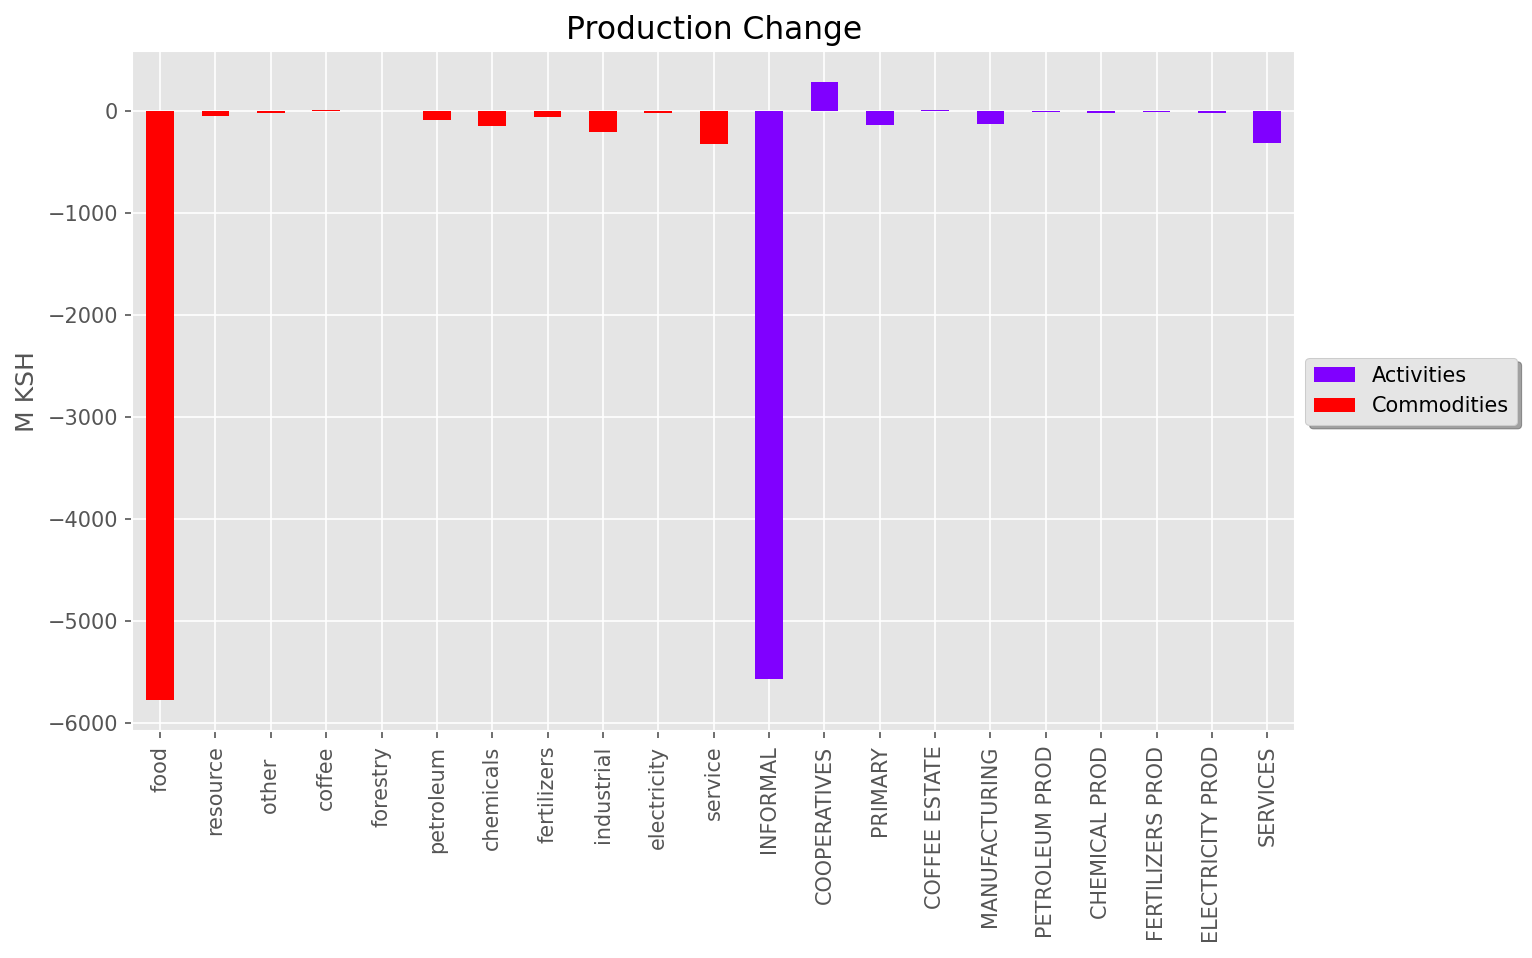 Production Change
M KSH
0
−1000
−2000
−3000
−4000
−5000
−6000
food
resource
other
coffee
forestry
petroleum
chemicals
fertilizers
industrial
electricity
service
INFORMAL
COOPERATIVES
PRIMARY
COFFEE ESTATE
MANUFACTURING
PETROLEUM PROD
CHEMICAL PROD
FERTILIZERS PROD
ELECTRICITY PROD
SERVICES
Activities
Commodities